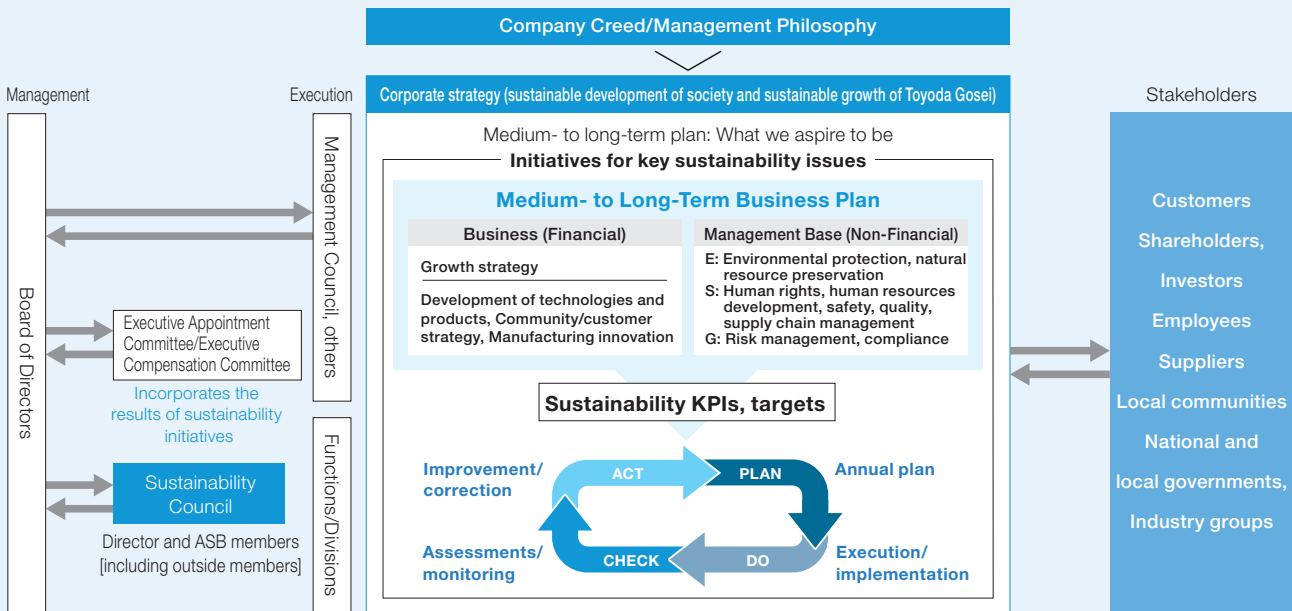 Company Creed/Management Philosophy
Management
Execution
Board of Directors
Management Council, others
Executive Appointment
Committee/Executive
Compensation Committee
Incorporates the
results of sustainability
initiatives
Sustainability
Council
Director and ASB members
[including outside members]
Functions/Divisions
Corporate strategy (sustainable development of society and sustainable growth of Toyoda Gosei)
Medium- to long-term plan: What we aspire to be
Initiatives for key sustainability issues
Medium- to Long-Term Business Plan
Business (Financial)
Growth strategy
Development of technologies and
products, Community/customer
strategy, Manufacturing innovation
Management Base (Non-Financial)
E: Environmental protection, natural
resource preservation
S: Human rights, human resources
development, safety, quality,
supply chain management
G: Risk management, compliance
Sustainability KPIs, targets
Improvement/
correction
ACT
PLAN
Annual plan
Assessments/
monitoring
CHECK
DO
Execution/
implementation
Stakeholders
Customers
Shareholders,
Investors
Employees
Suppliers
Local communities
National and
local governments,
Industry groups